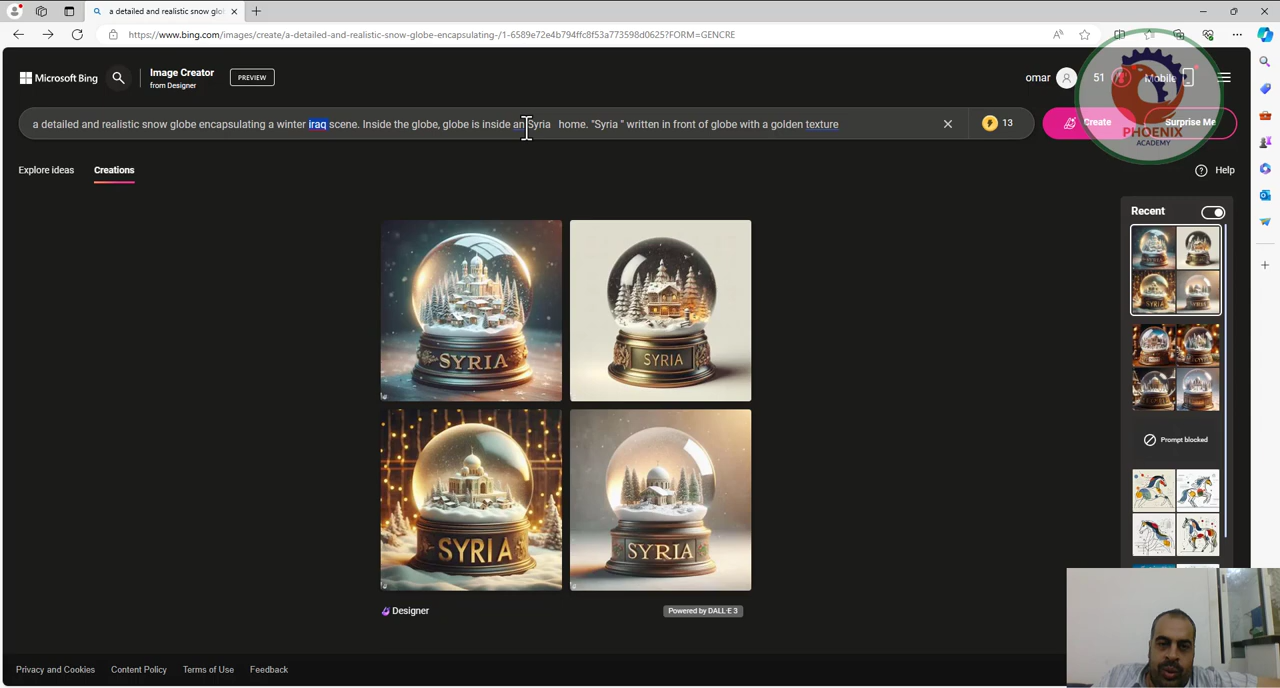 a detailed and realistic snow glo
https://www.bing.com/images/create/a-detailed-and-realistic-snow-globe-encapsulating-/1-6589e72e4b794ffc8f53a773598d0625?FORM=GENCRE
Microsoft Bing
Image Creator
from Designer
PREVIEW
omar
51
Mobile
a detailed and realistic snow globe encapsulating a winter iraq scene. Inside the globe, globe is inside an Syria home. "Syria " written in front of globe with a golden texture
13
Create
Surprise Me
PHOENIX
ACADEMY
Explore ideas
Creations
Help
Recent
SYRIA
SYRIA
SYRIA
SYRIA
Prompt blocked
Designer
Powered by DALL·E 3
Privacy and Cookies
Content Policy
Terms of Use
Feedback